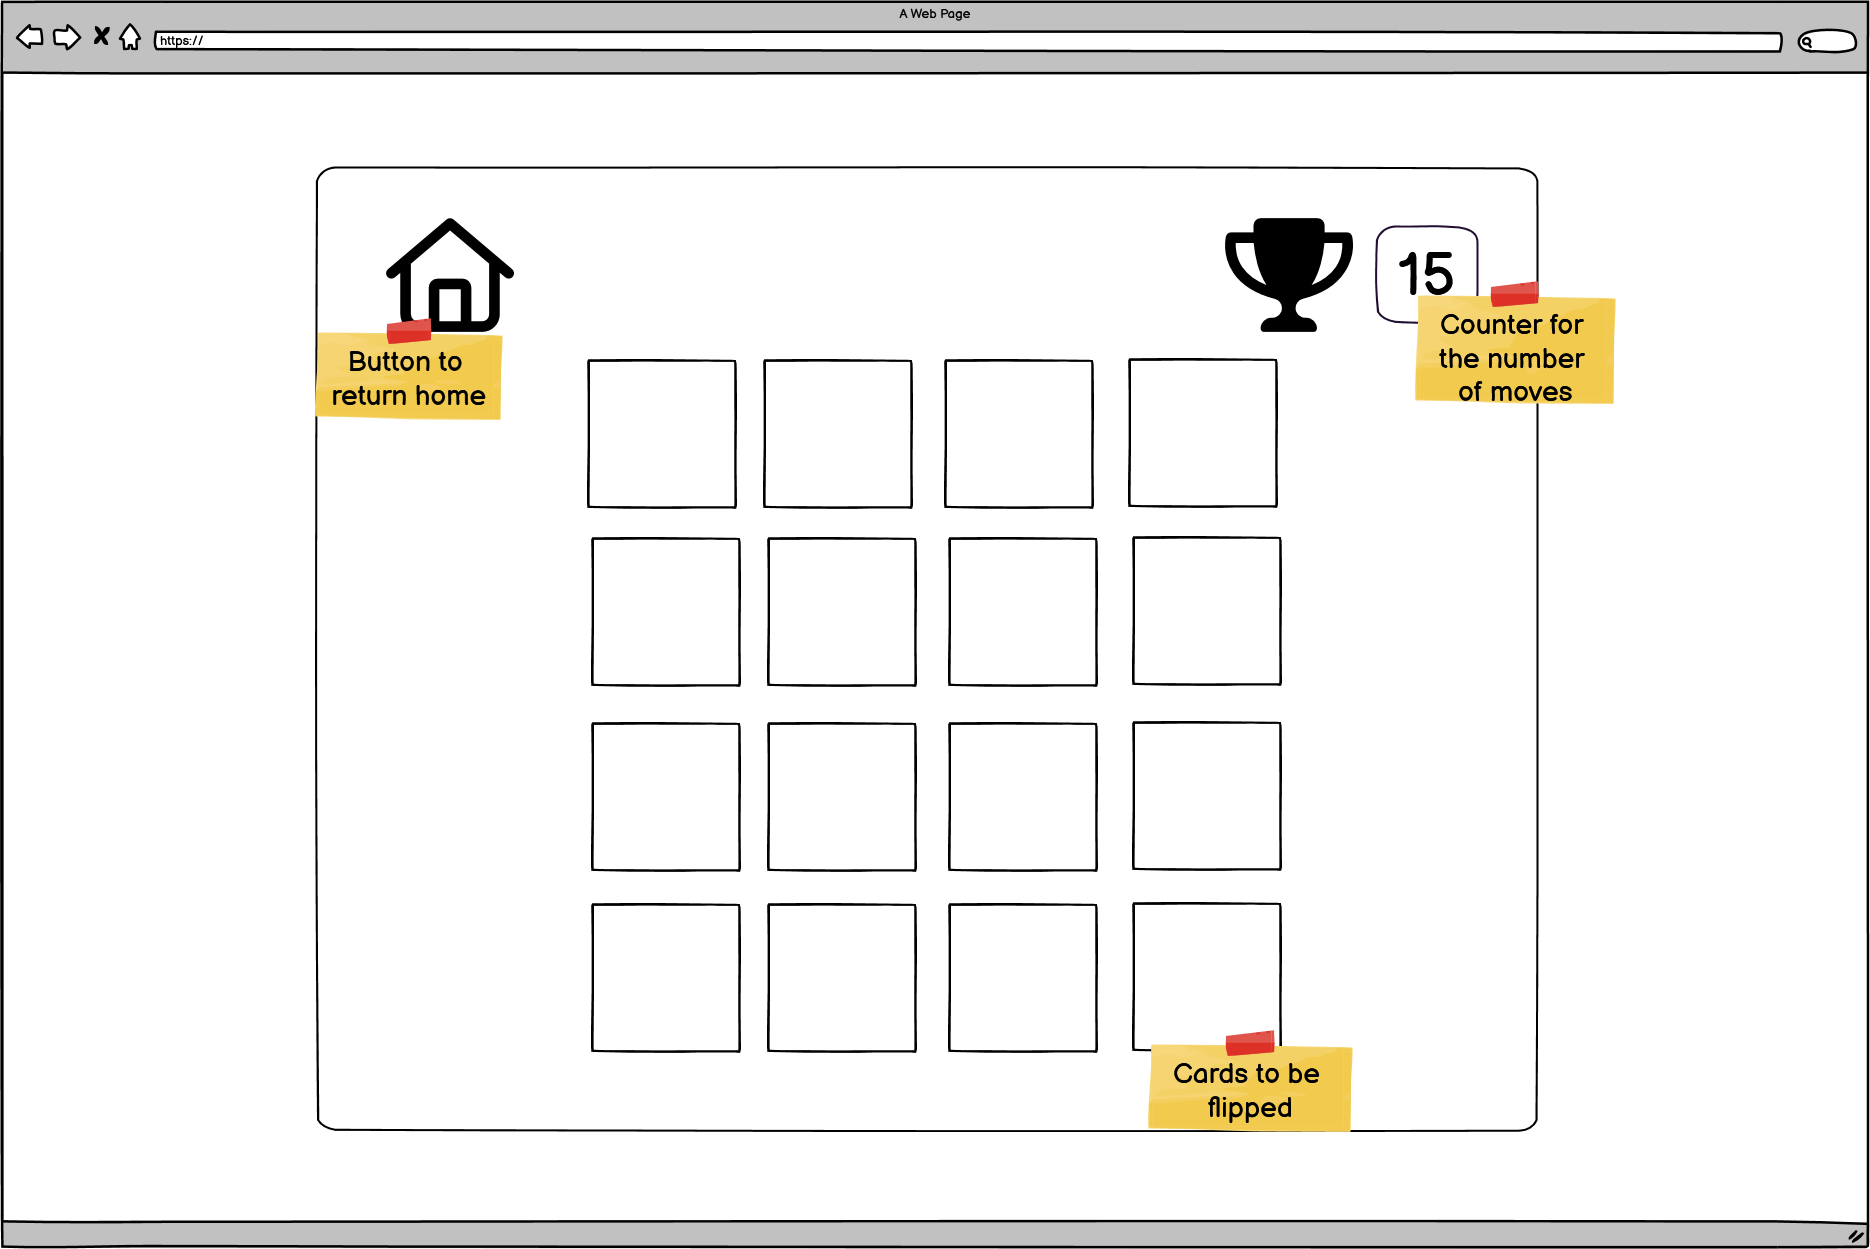 A Web Page
https://
15
Button to
return home
Counter for
the number
of moves
Cards to be
flipped